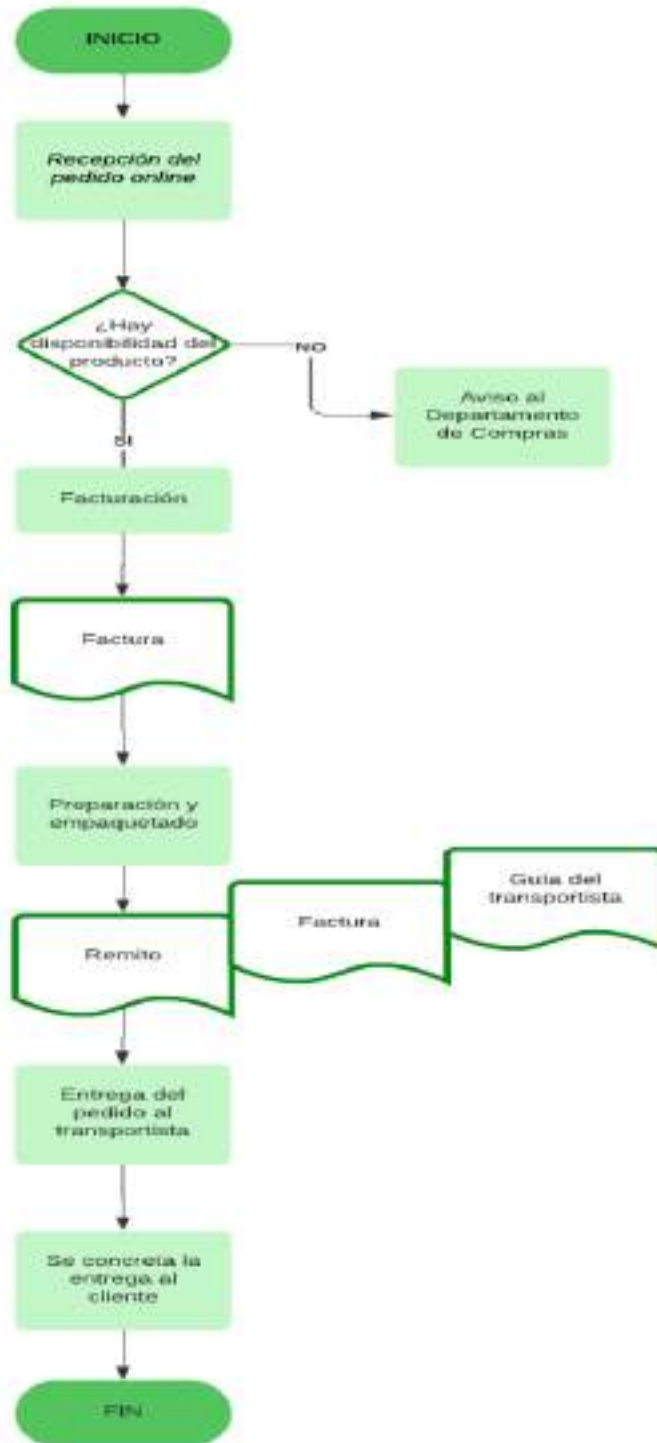 INICIO
Recepción del
pedido online
¿Hay
disponibilidad del
producto?
NO
Aviso al
Departamento
de Compras
SI
Facturación
Factura
Preparación y
empaquetado
Guia del
transportista
Factura
Remito
Entrega del
pedido al
transportista
Se concreta la
entrega al
cliente
FIN